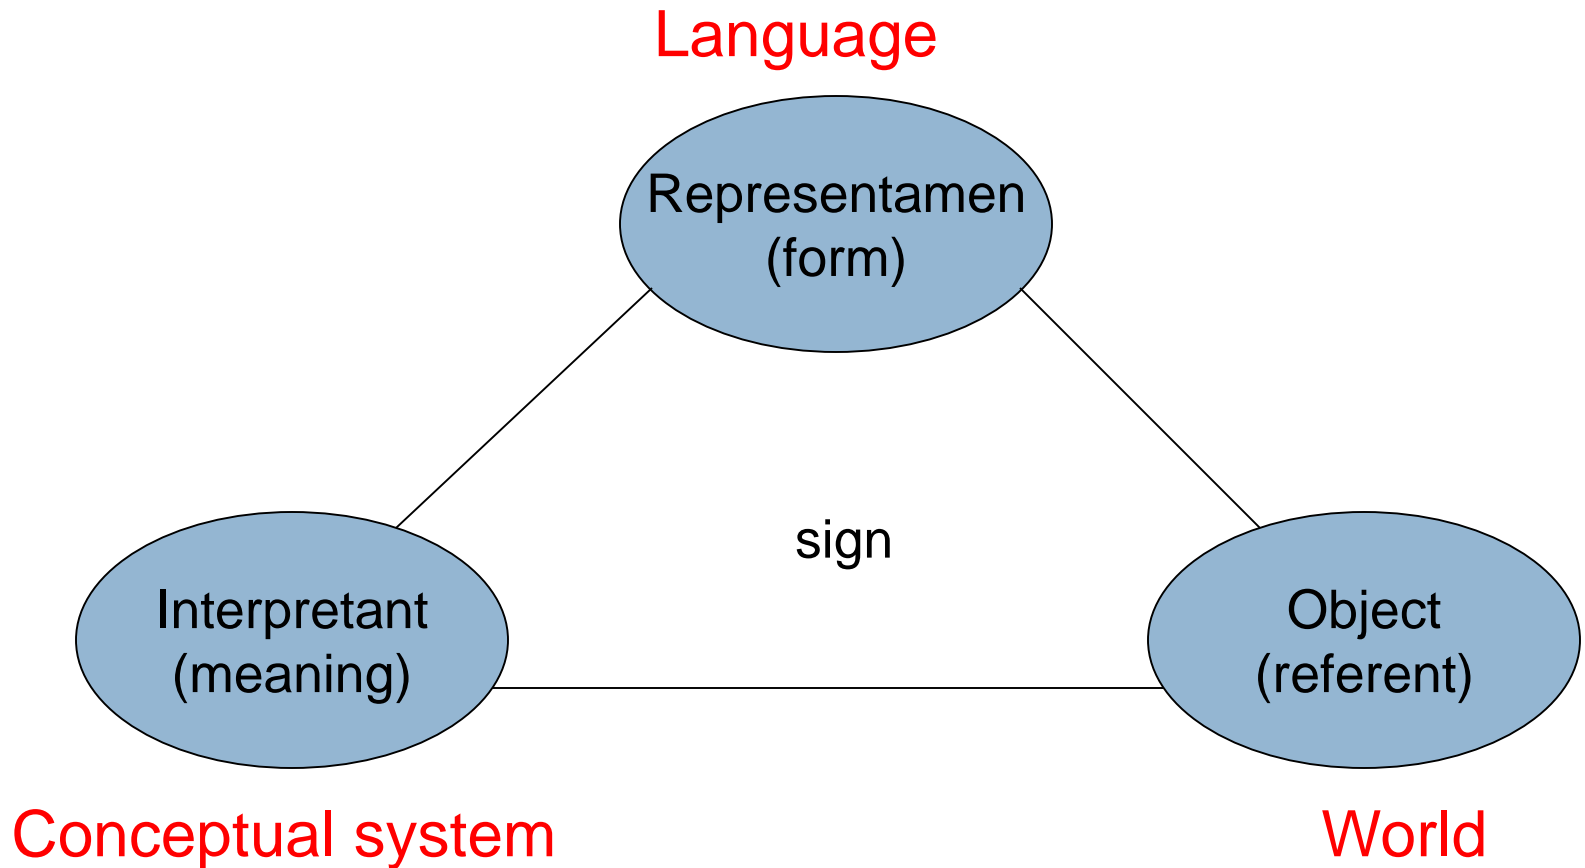 Language
Representamen
(form)
sign
Interpretant
(meaning)
Object
(referent)
Conceptual system
World